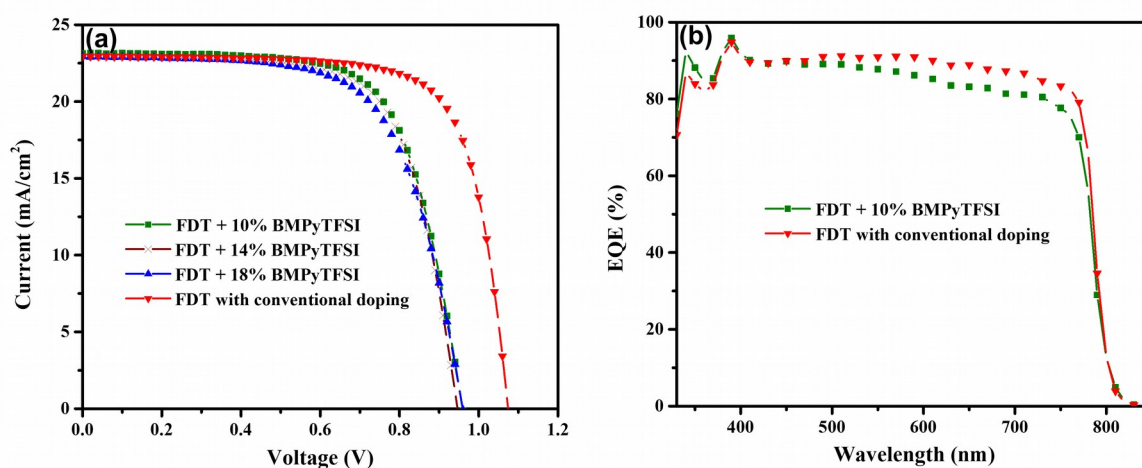 (a)
25
20
15
10
5
0
Current (mA/cm²)
FDT + 10% BMPyTFSI
FDT + 14% BMPyTFSI
FDT + 18% BMPyTFSI
FDT with conventional doping
0.0 0.2 0.4 0.6 0.8 1.0 1.2
Voltage (V)
(b)
100
80
60
40
20
0
EQE (%)
FDT + 10% BMPyTFSI
FDT with conventional doping
400 500 600 700 800
Wavelength (nm)